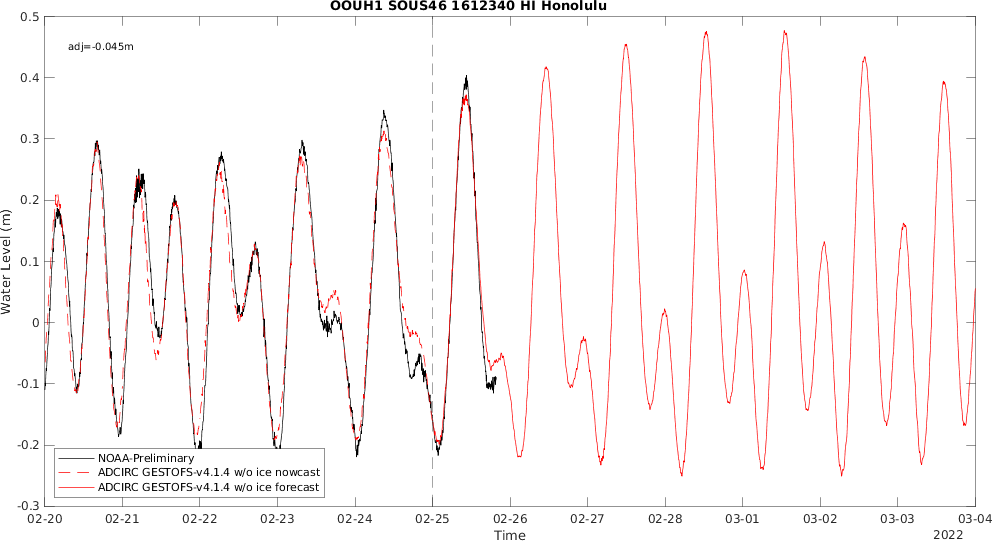 OOUH1 SOUS46 1612340 HI Honolulu
adj=-0.045m
Water Level (m)
0.5
0.4
0.3
0.2
0.1
0
-0.1
-0.2
-0.3
NOAA-Preliminary
ADCIRC GESTOFS-v4.1.4 w/o ice nowcast
ADCIRC GESTOFS-v4.1.4 w/o ice forecast
02-20 02-21 02-22 02-23 02-24 02-25 02-26 02-27 02-28 03-01 03-02 03-03 03-04
Time
2022